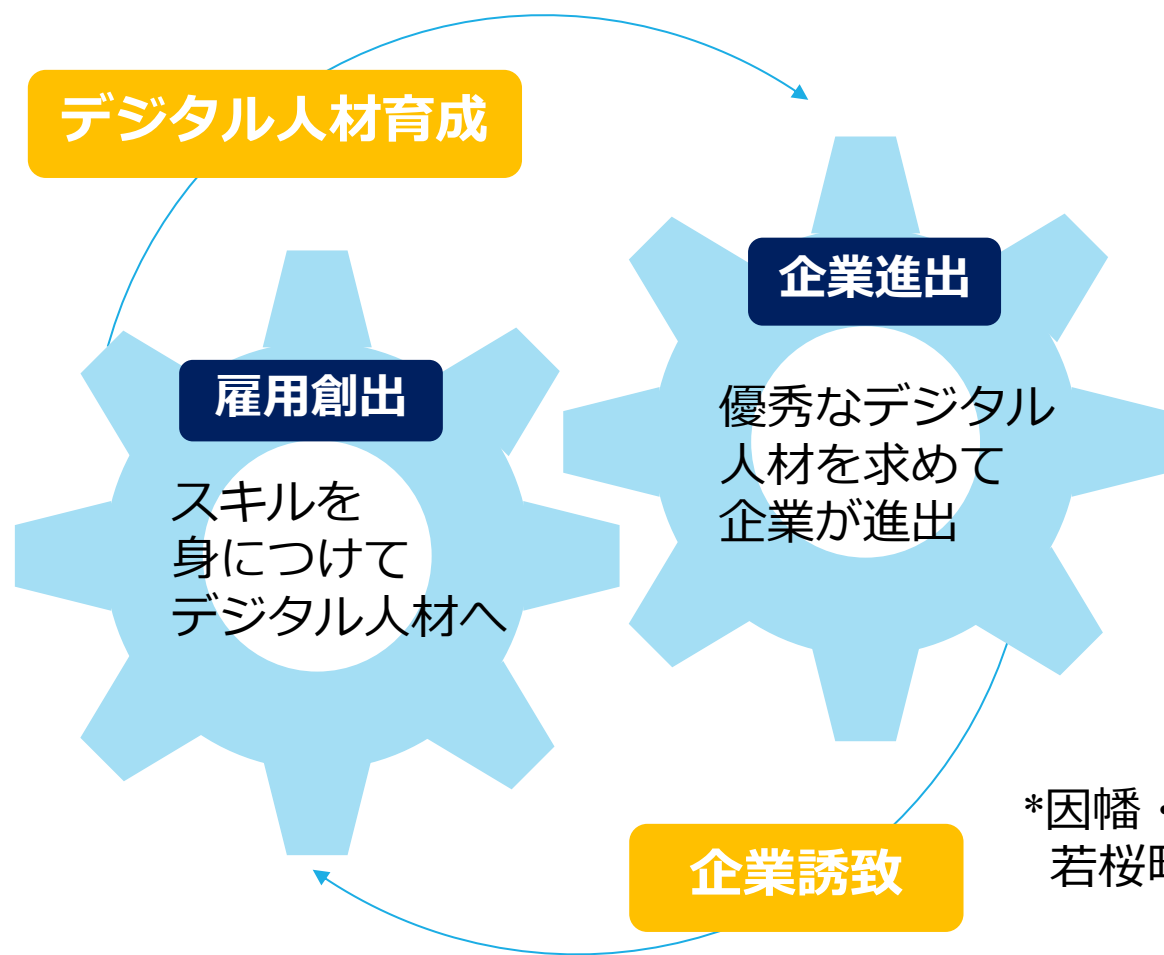 デジタル人材育成
企業進出
優秀なデジタル
人材を求めて
企業が進出
雇用創出
スキルを
身につけて
デジタル人材へ
企業誘致
*因幡・
若桜町